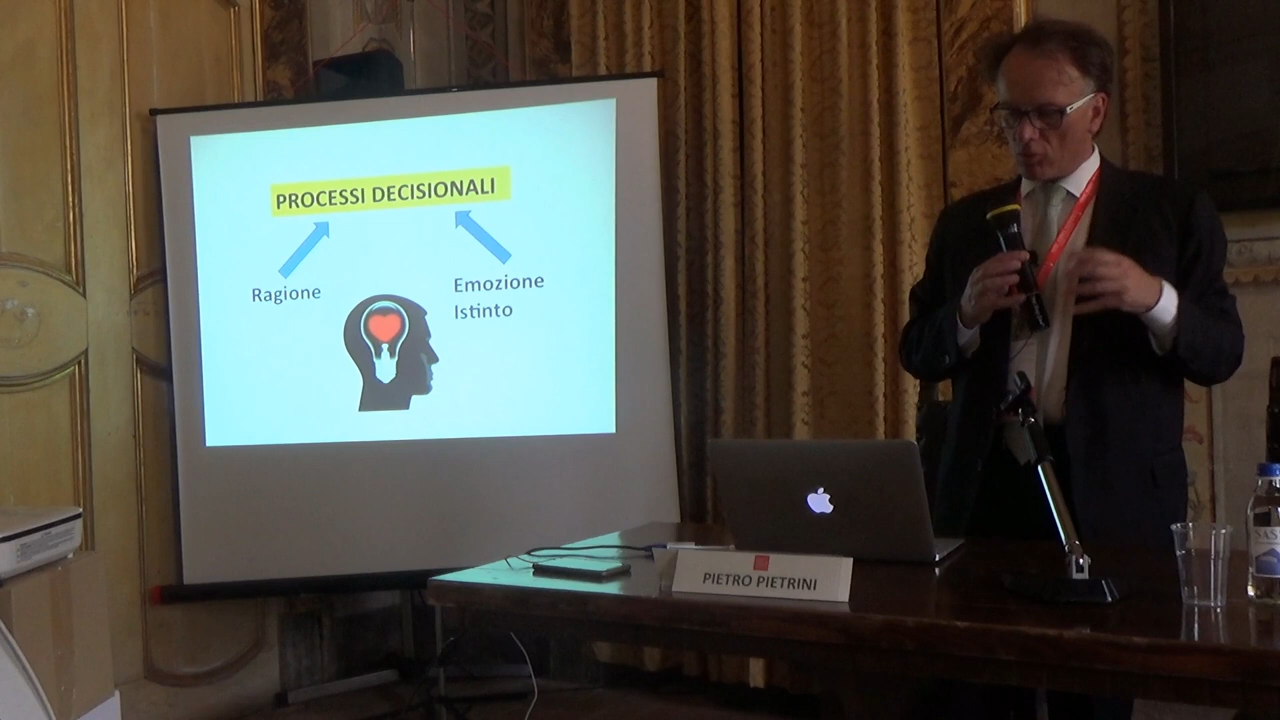 PROCESSI DECISIONALI
Ragione
Emozione
Istinto
PIETRO PIETRINI